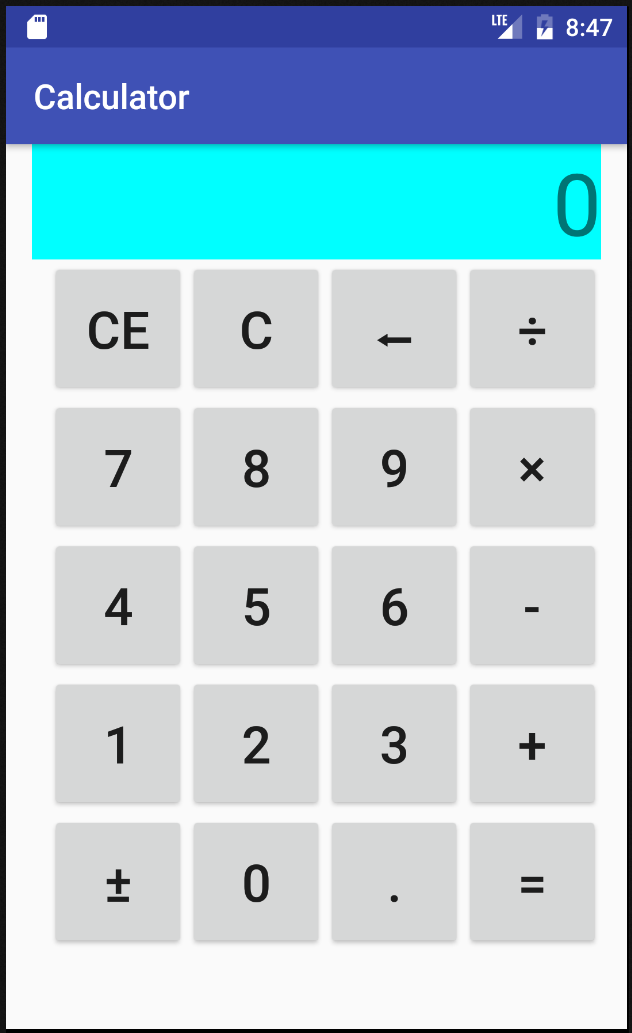 LTE 8:47
Calculator
0
CE C ← ÷
7 8 9 ×
4 5 6 -
1 2 3 +
± 0 . =